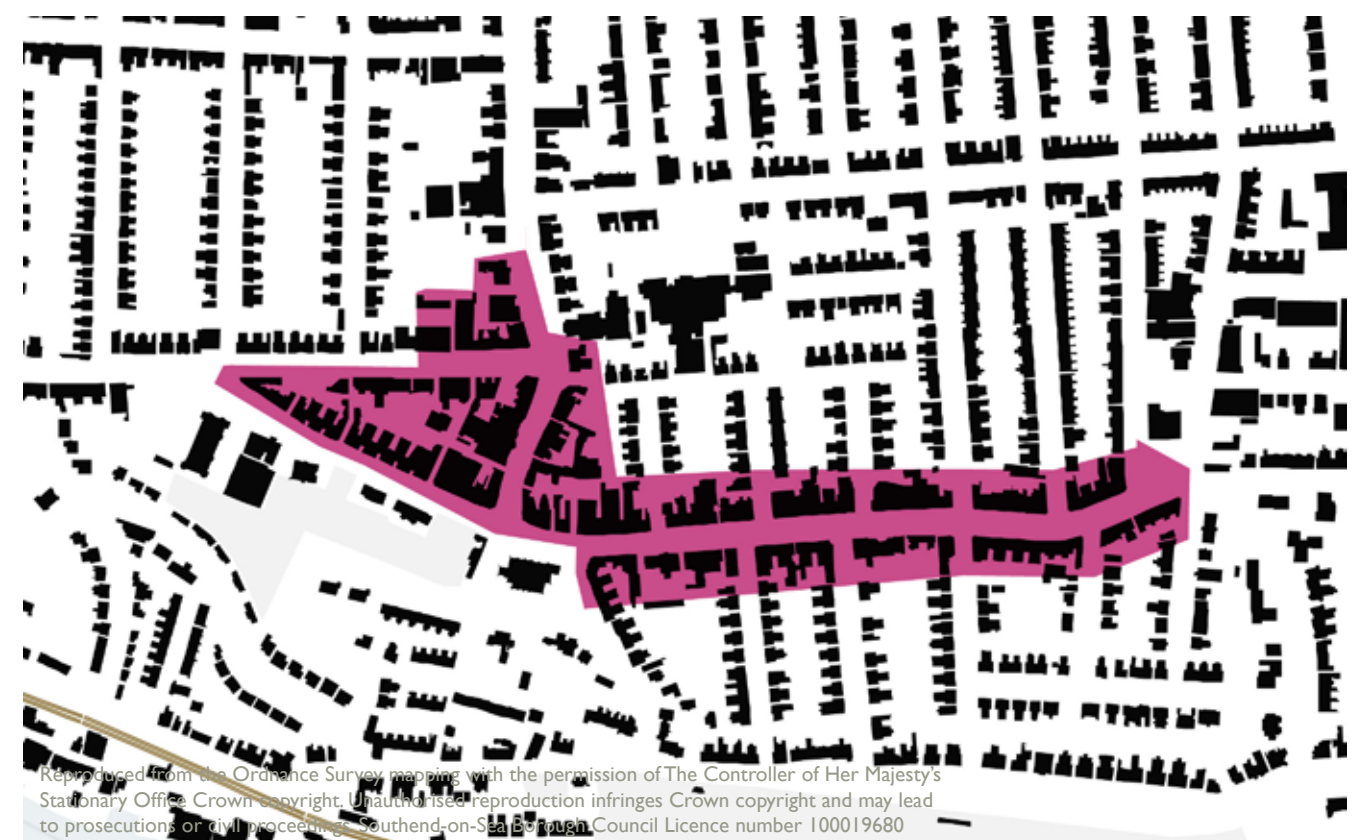 Reproduced from the Ordnance Survey mapping with the permission of The Controller of Her Majesty's
Stationary Office Crown copyright. Unauthorised reproduction infringes Crown copyright and may lead
to prosecutions or civil proceedings. Southend-on-Sea Borough Council Licence number 100019680